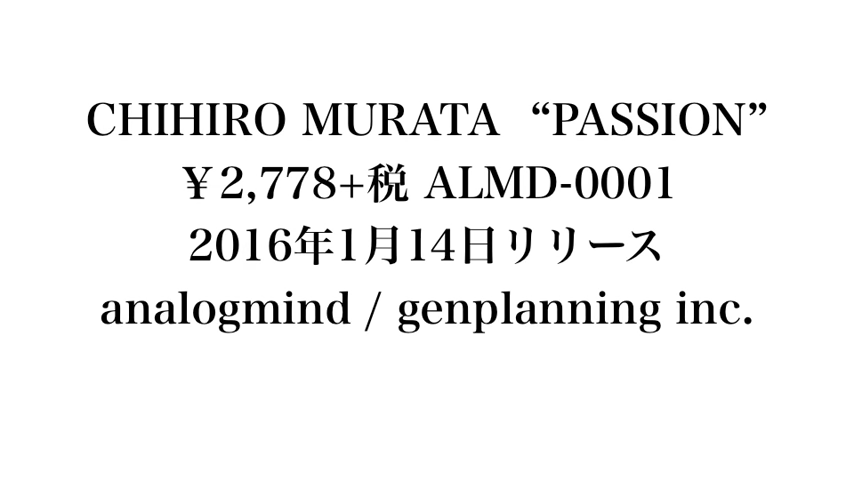 CHIHIRO MURATA “PASSION”
￥2,778+税 ALMD-0001
2016年1月14日リリース
analogmind / genplanning inc.